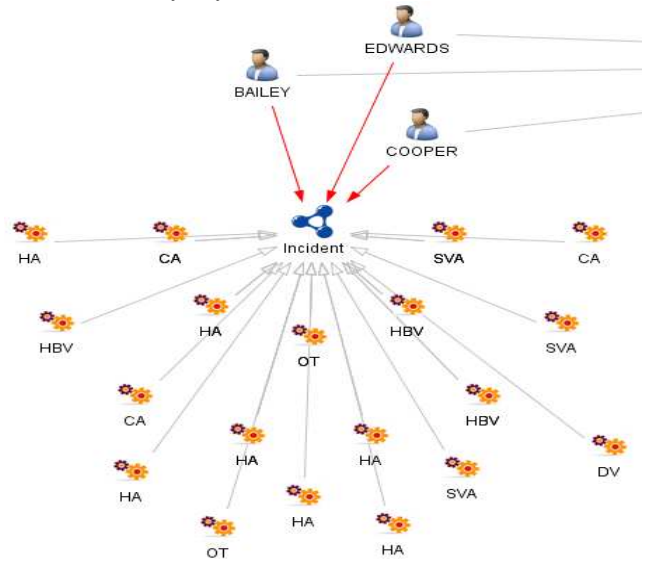 EDWARDS
BAILEY
COOPER
Incident
HA
CA
SVA
CA
HBV
HA
HBV
SVA
OT
CA
HBV
HA
HA
DV
HA
SVA
HA
OT
HA